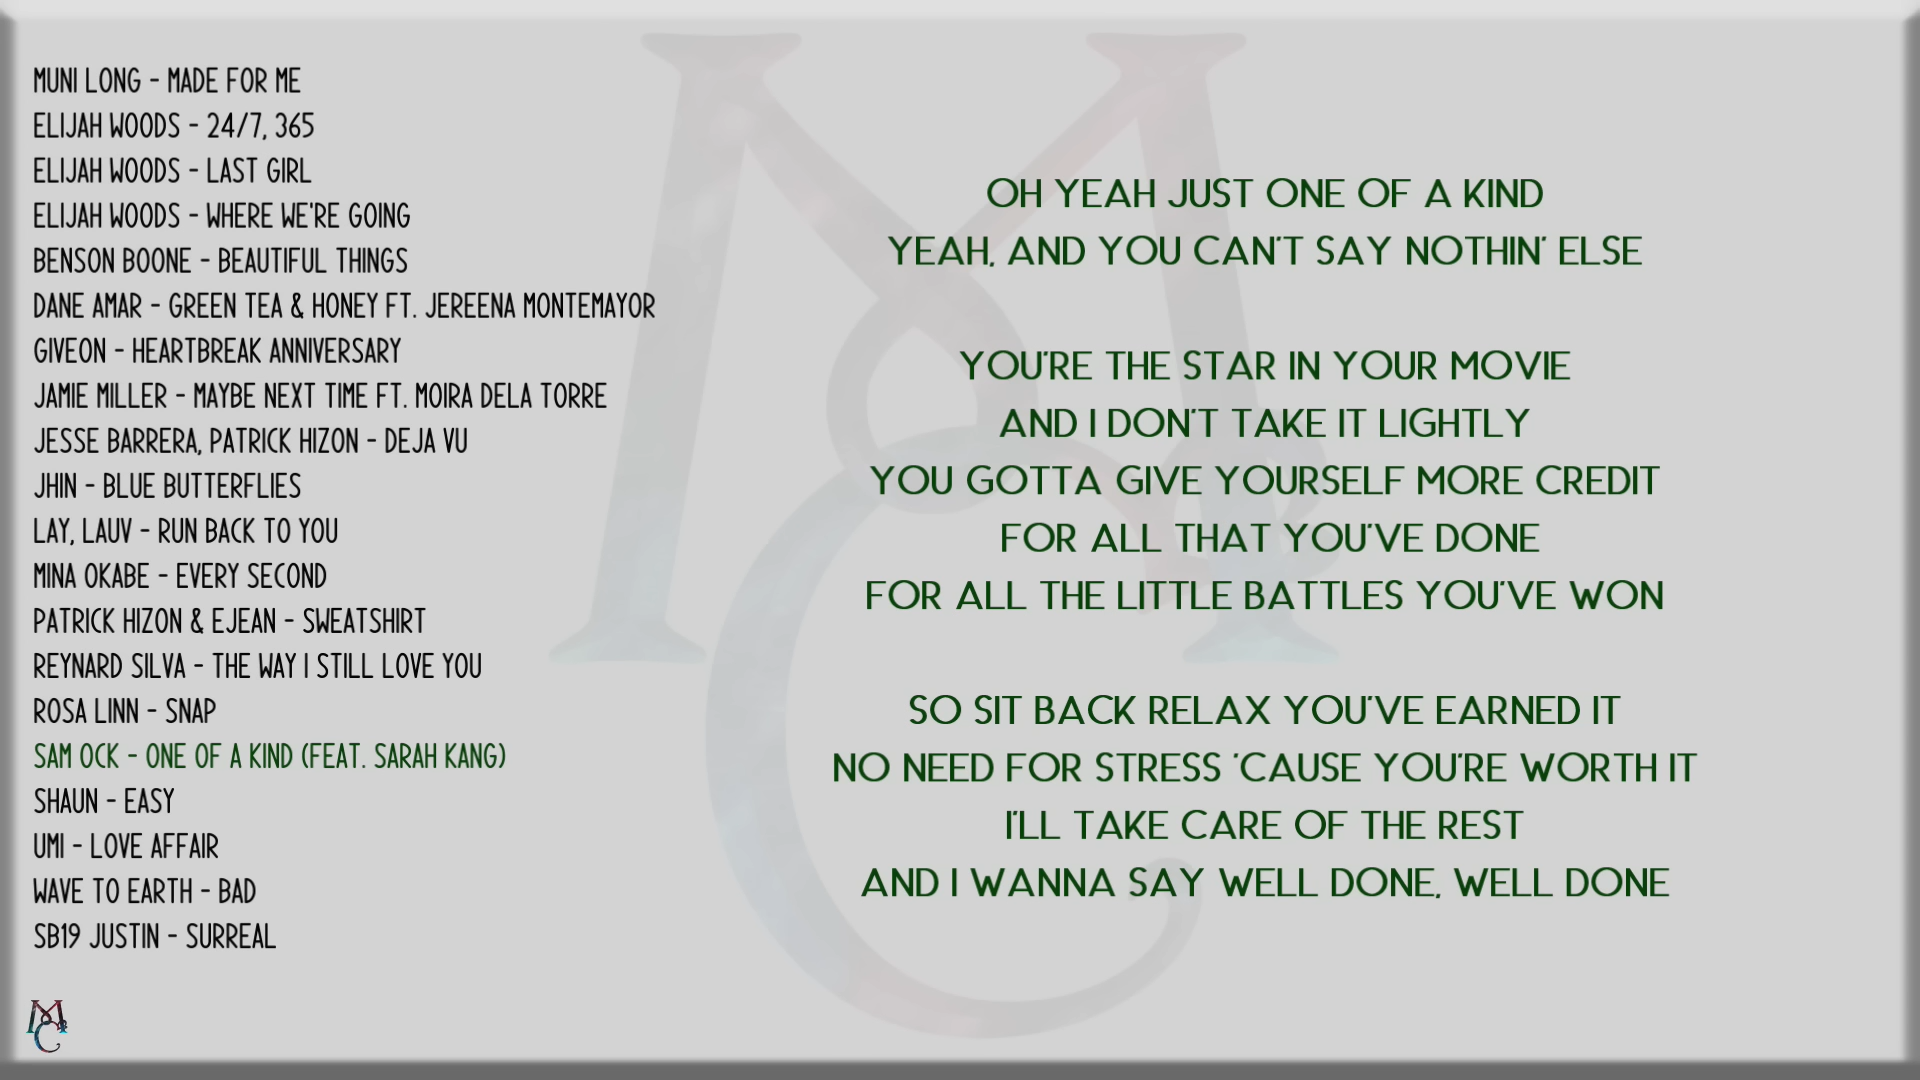 MUNI LONG - MADE FOR ME
ELIJAH WOODS - 24/7, 365
ELIJAH WOODS - LAST GIRL
ELIJAH WOODS - WHERE WE'RE GOING
BENSON BOONE - BEAUTIFUL THINGS
DANE AMAR - GREEN TEA & HONEY FT. JEREENA MONTEMAYOR
GIVEON - HEARTBREAK ANNIVERSARY
JAMIE MILLER - MAYBE NEXT TIME FT. MOIRA DELA TORRE
JESSE BARRERA, PATRICK HIZON - DEJA VU
JHIN - BLUE BUTTERFLIES
LAY, LAUV - RUN BACK TO YOU
MINA OKABE - EVERY SECOND
PATRICK HIZON & EJEAN - SWEATSHIRT
REYNARD SILVA - THE WAY I STILL LOVE YOU
ROSA LINN - SNAP
SAM OCK - ONE OF A KIND (FEAT. SARAH KANG)
SHAUN - EASY
UMI - LOVE AFFAIR
WAVE TO EARTH - BAD
SB19 JUSTIN - SURREAL
OH YEAH JUST ONE OF A KIND
YEAH, AND YOU CAN'T SAY NOTHIN' ELSE
YOU'RE THE STAR IN YOUR MOVIE
AND I DON'T TAKE IT LIGHTLY
YOU GOTTA GIVE YOURSELF MORE CREDIT
FOR ALL THAT YOU'VE DONE
FOR ALL THE LITTLE BATTLES YOU'VE WON
SO SIT BACK RELAX YOU'VE EARNED IT
NO NEED FOR STRESS 'CAUSE YOU'RE WORTH IT
I'LL TAKE CARE OF THE REST
AND I WANNA SAY WELL DONE, WELL DONE
MC